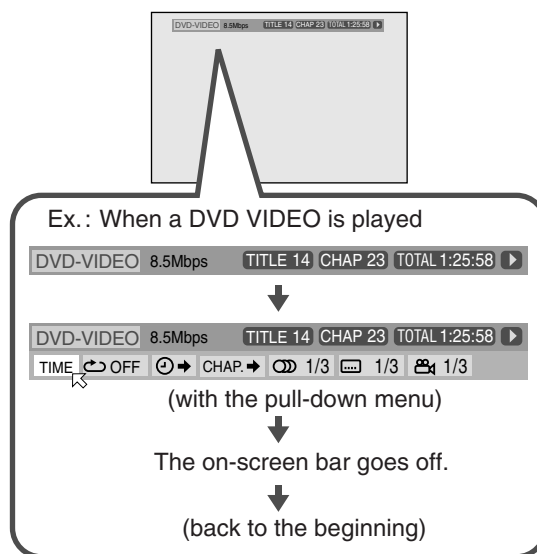 DVD-VIDEO 8.5Mbps TITLE 14 CHAP 23 TOTAL 1:25:58
Ex.: When a DVD VIDEO is played
DVD-VIDEO 8.5Mbps TITLE 14 CHAP 23 TOTAL 1:25:58
DVD-VIDEO 8.5Mbps TITLE 14 CHAP 23 TOTAL 1:25:58
TIME OFF CHAP. 1/3 1/3 1/3
(with the pull-down menu)
The on-screen bar goes off.
(back to the beginning)